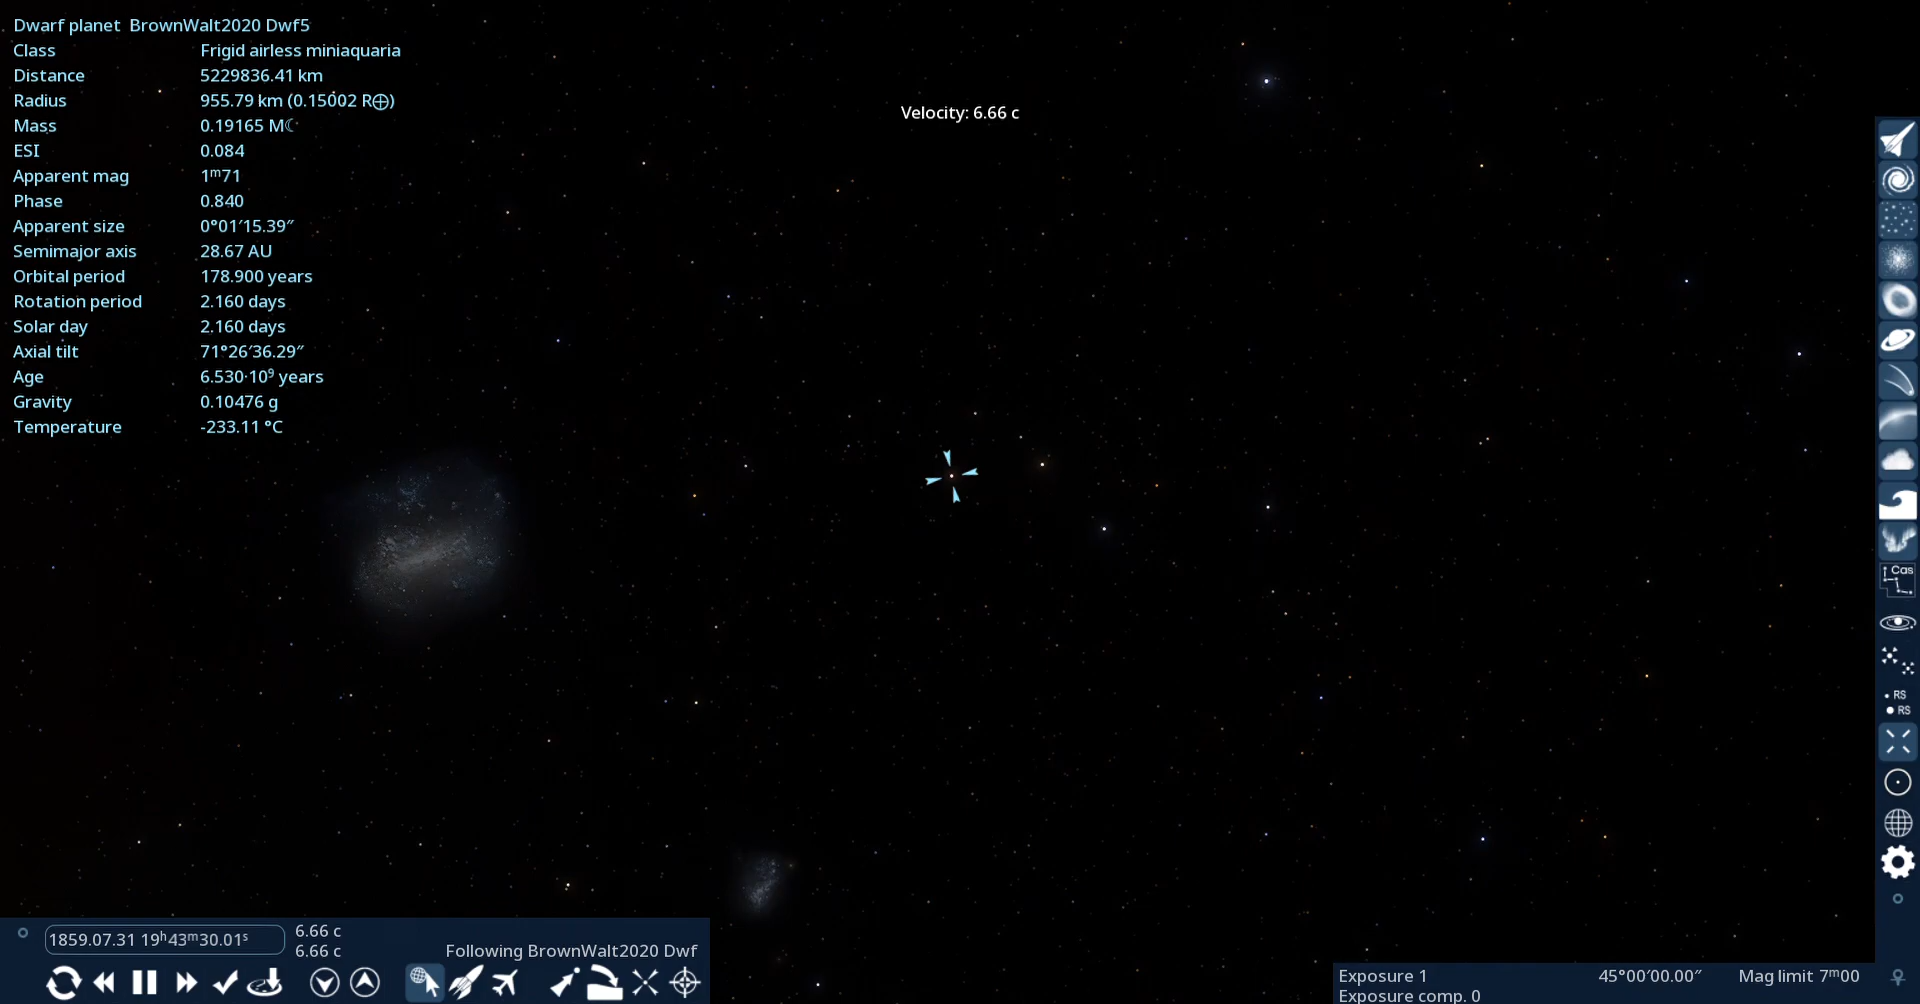 Dwarf planet BrownWalt2020 Dwf5
Class Frigid airless miniaquaria
Distance 5229836.41 km
Radius 955.79 km (0.15002 R⊕)
Mass 0.19165 M☾
ESI 0.084
Apparent mag 1ᵐ71
Phase 0.840
Apparent size 0°01′15.39″
Semimajor axis 28.67 AU
Orbital period 178.900 years
Rotation period 2.160 days
Solar day 2.160 days
Axial tilt 71°26′36.29″
Age 6.530·10⁹ years
Gravity 0.10476 g
Temperature -233.11 °C
Velocity: 6.66 c
Cas
RS
RS
1859.07.31 19ʰ43ᵐ30.01ˢ
6.66 c
6.66 c
Following BrownWalt2020 Dwf
Exposure 1 45°00′00.00″ Mag limit 7ᵐ00
Exposure comp. 0